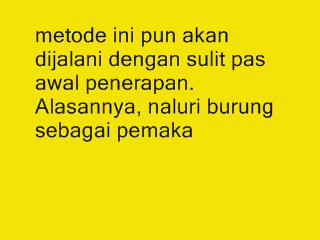 metode ini pun akan
dijalani dengan sulit pas
awal penerapan.
Alasannya, naluri burung
sebagai pemaka